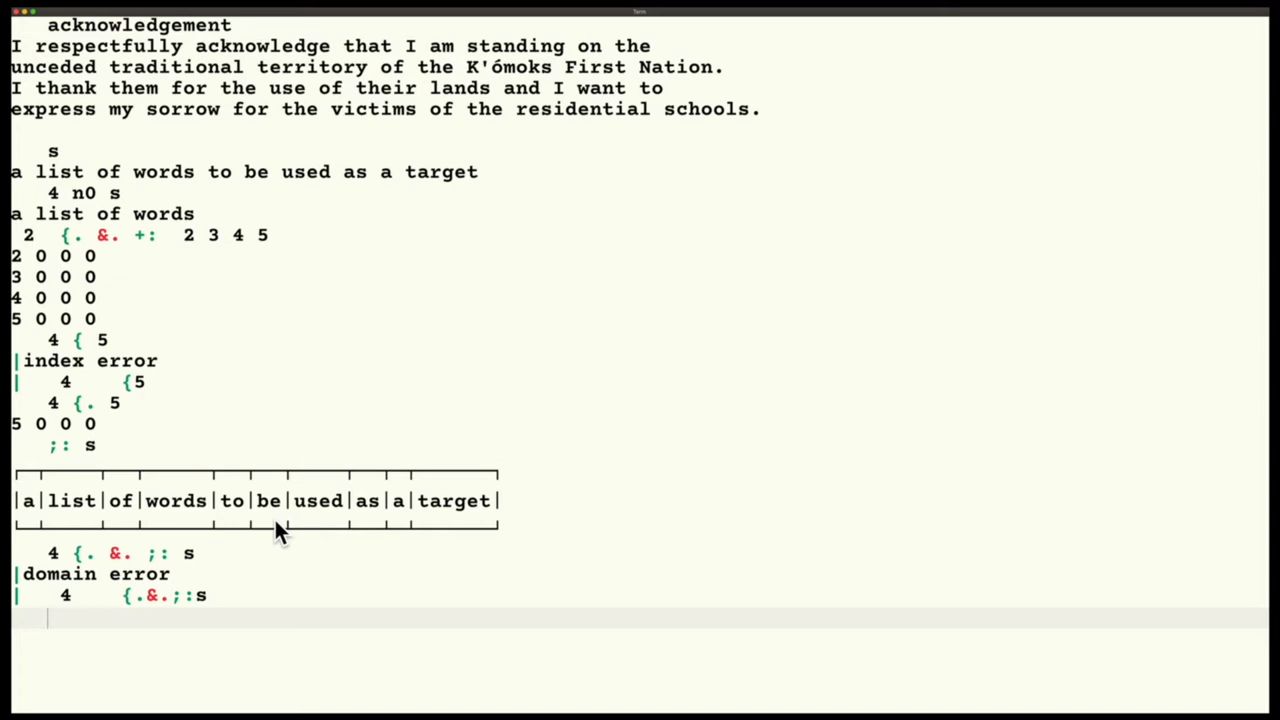 Term
acknowledgement
I respectfully acknowledge that I am standing on the
unceded traditional territory of the K'ómoks First Nation.
I thank them for the use of their lands and I want to
express my sorrow for the victims of the residential schools.
s
a list of words to be used as a target
4 n0 s
a list of words
2 {. &. +: 2 3 4 5
2 0 0 0
3 0 0 0
4 0 0 0
5 0 0 0
4 { 5
|index error
| 4 {5
4 {. 5
5 0 0 0
;: s
|a|list|of|words|to|be|used|as|a|target|
4 {. &. ;: s
|domain error
| 4 {.&.;:s